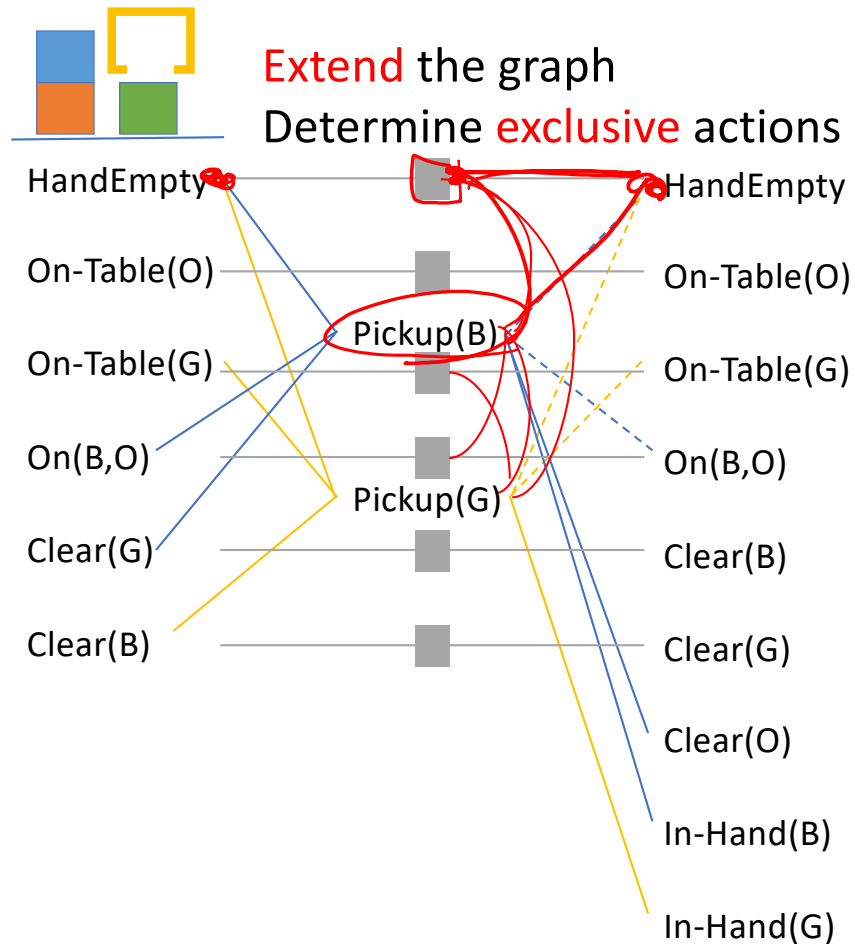 Extend the graph
Determine exclusive actions
HandEmpty
HandEmpty
On-Table(O)
On-Table(O)
Pickup(B)
On-Table(G)
On-Table(G)
On(B,O)
On(B,O)
Pickup(G)
Clear(G)
Clear(B)
Clear(B)
Clear(G)
Clear(O)
In-Hand(B)
In-Hand(G)